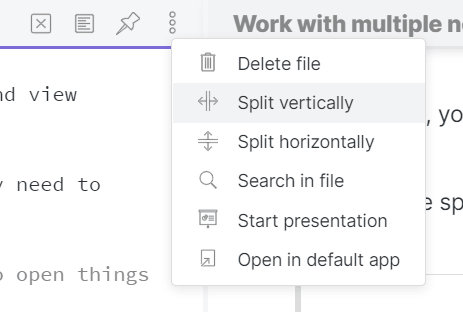 Work with multiple
nd view
Delete file
Split vertically
, yo
Split horizontally
need to
Search in file
e sp
Start presentation
Open in default app
open things